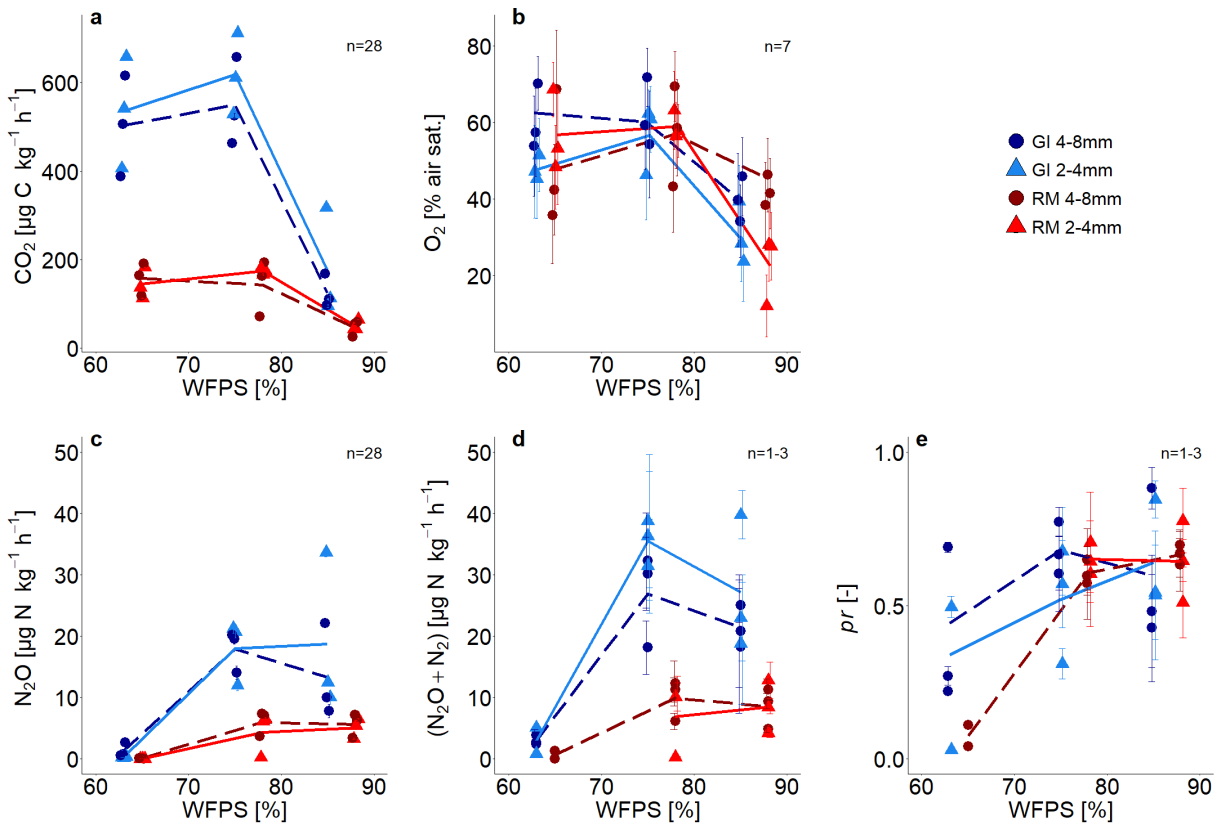 a
n=28
CO₂ [µg C kg⁻¹ h⁻¹]
600
400
200
0
60 70 80 90
WFPS [%]
b
n=7
O₂ [% air sat.]
80
60
40
20
60 70 80 90
WFPS [%]
GI 4-8mm
GI 2-4mm
RM 4-8mm
RM 2-4mm
c
n=28
N₂O [µg N kg⁻¹ h⁻¹]
50
40
30
20
10
0
60 70 80 90
WFPS [%]
d
n=1-3
(N₂O + N₂) [µg N kg⁻¹ h⁻¹]
50
40
30
20
10
0
60 70 80 90
WFPS [%]
e
n=1-3
pr [-]
1.0
0.5
0.0
60 70 80 90
WFPS [%]